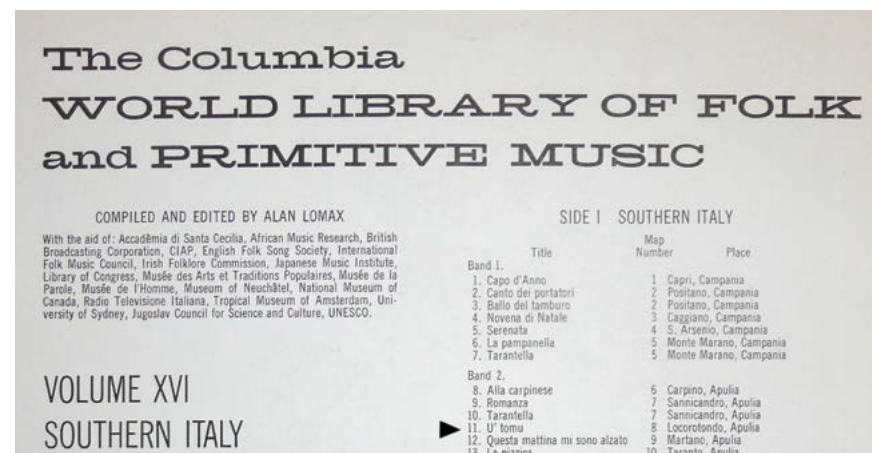 The Columbia
WORLD LIBRARY OF FOLK
and PRIMITIVE MUSIC
COMPILED AND EDITED BY ALAN LOMAX
With the aid of: Accadèmia di Santa Cecilia, African Music Research, British
Broadcasting Corporation, CIAP, English Folk Song Society, International
Folk Music Council, Irish Folklore Commission, Japanese Music Institute,
Library of Congress, Musée des Arts et Traditions Populaires, Musée de la
Parole, Musée de l'Homme, Museum of Neuchâtel, National Museum of
Canada, Radio Televisione Italiana, Tropical Museum of Amsterdam, Uni-
versity of Sydney, Jugoslav Council for Science and Culture, UNESCO.
VOLUME XVI
SOUTHERN ITALY
SIDE I SOUTHERN ITALY
Map
Title Number Place
Band 1.
1. Capo d'Anno 1 Capri, Campania
2. Canto dei portatori 2 Positano, Campania
3. Ballo del tamburo 2 Positano, Campania
4. Novena di Natale 3 Caggiano, Campania
5. Serenata 4 S. Arsenio, Campania
6. La pampanella 5 Monte Marano, Campania
7. Tarantella 5 Monte Marano, Campania
Band 2.
8. Alla carpinese 6 Carpino, Apulia
9. Romanza 7 Sannicandro, Apulia
10. Tarantella 7 Sannicandro, Apulia
11. U' tomu 8 Locorotondo, Apulia
12. Questa mattina mi sono alzato 9 Martano, Apulia
13. La pizzica 10 Taranto, Apulia